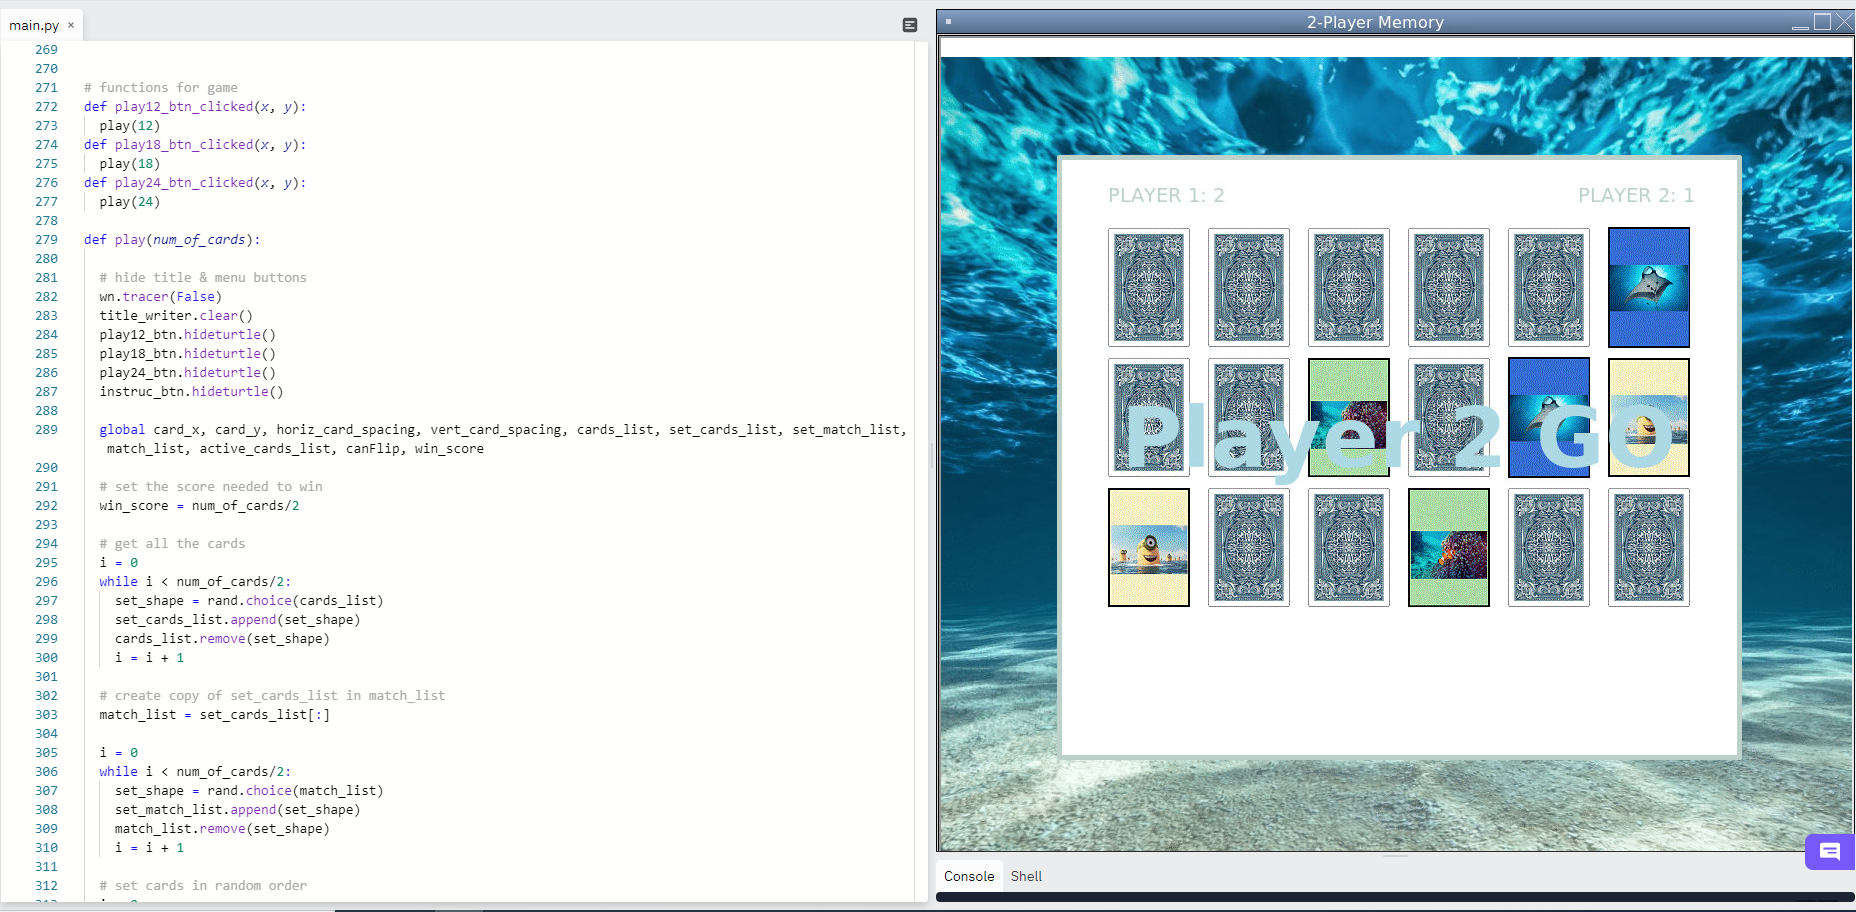 main.py ×
269
270
271 # functions for game
272 def play12_btn_clicked(x, y):
273 play(12)
274 def play18_btn_clicked(x, y):
275 play(18)
276 def play24_btn_clicked(x, y):
277 play(24)
278
279 def play(num_of_cards):
280
281 # hide title & menu buttons
282 wn.tracer(False)
283 title_writer.clear()
284 play12_btn.hideturtle()
285 play18_btn.hideturtle()
286 play24_btn.hideturtle()
287 instruc_btn.hideturtle()
288
289 global card_x, card_y, horiz_card_spacing, vert_card_spacing, cards_list, set_cards_list, set_match_list,
match_list, active_cards_list, canFlip, win_score
290
291 # set the score needed to win
292 win_score = num_of_cards/2
293
294 # get all the cards
295 i = 0
296 while i < num_of_cards/2:
297 set_shape = rand.choice(cards_list)
298 set_cards_list.append(set_shape)
299 cards_list.remove(set_shape)
300 i = i + 1
301
302 # create copy of set_cards_list in match_list
303 match_list = set_cards_list[:]
304
305 i = 0
306 while i < num_of_cards/2:
307 set_shape = rand.choice(match_list)
308 set_match_list.append(set_shape)
309 match_list.remove(set_shape)
310 i = i + 1
311
312 # set cards in random order
2-Player Memory
PLAYER 1: 2 PLAYER 2: 1
Player 2 GO
Console Shell